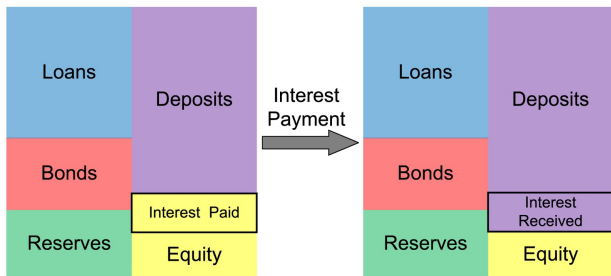 Loans
Deposits
Bonds
Interest Paid
Reserves
Equity
Interest
Payment
Loans
Deposits
Bonds
Interest
Received
Reserves
Equity